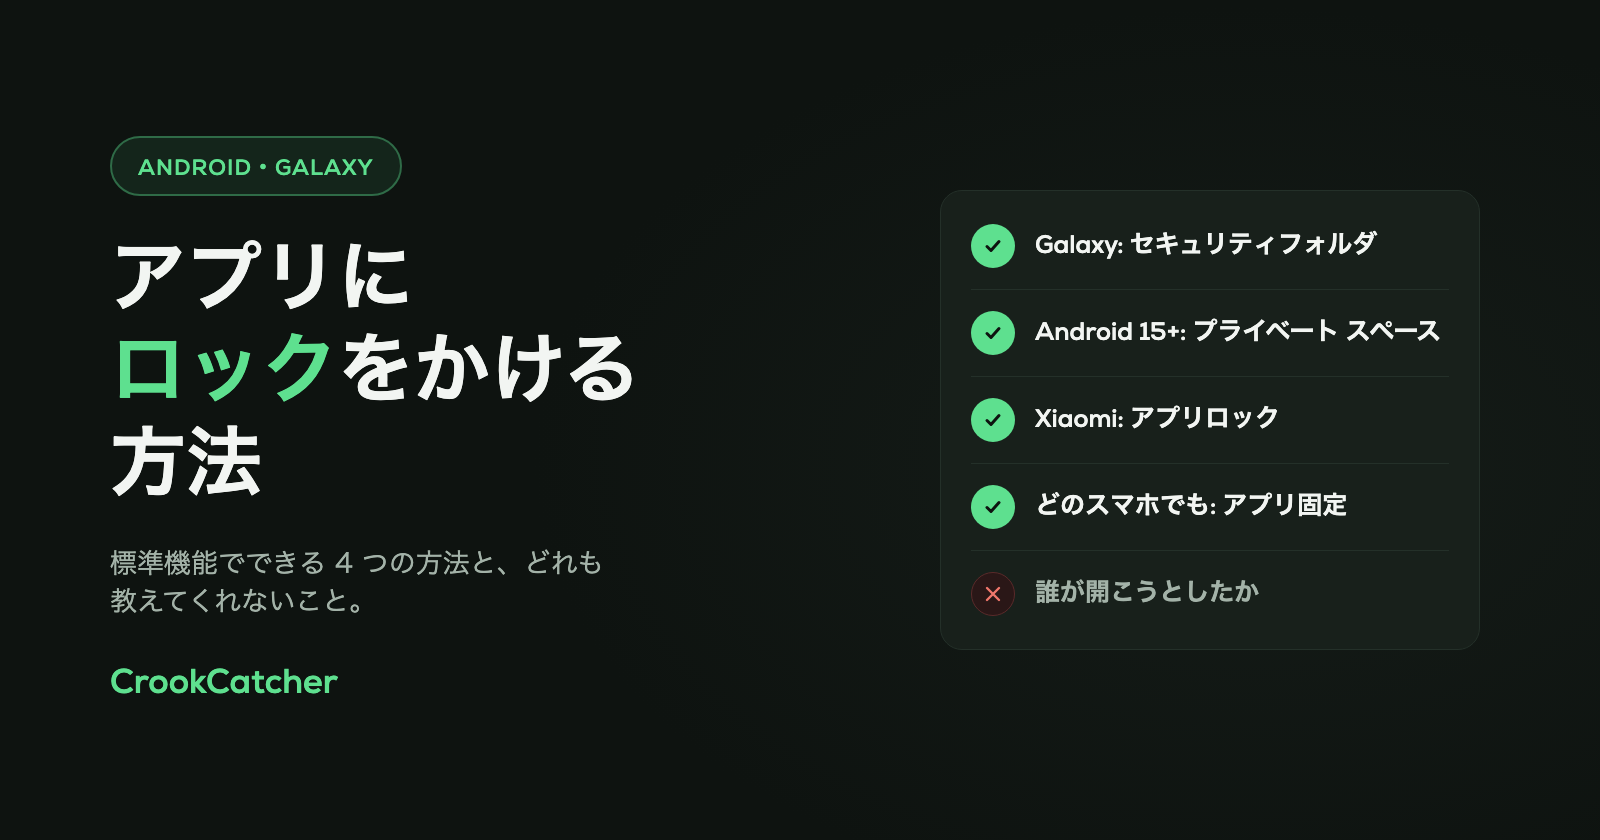 ANDROID・GALAXY
アプリに
ロックをかける
方法
標準機能でできる 4 つの方法と、どれも
教えてくれないこと。
CrookCatcher
Galaxy: セキュリティフォルダ
Android 15+: プライベート スペース
Xiaomi: アプリロック
どのスマホでも: アプリ固定
誰が開こうとしたか